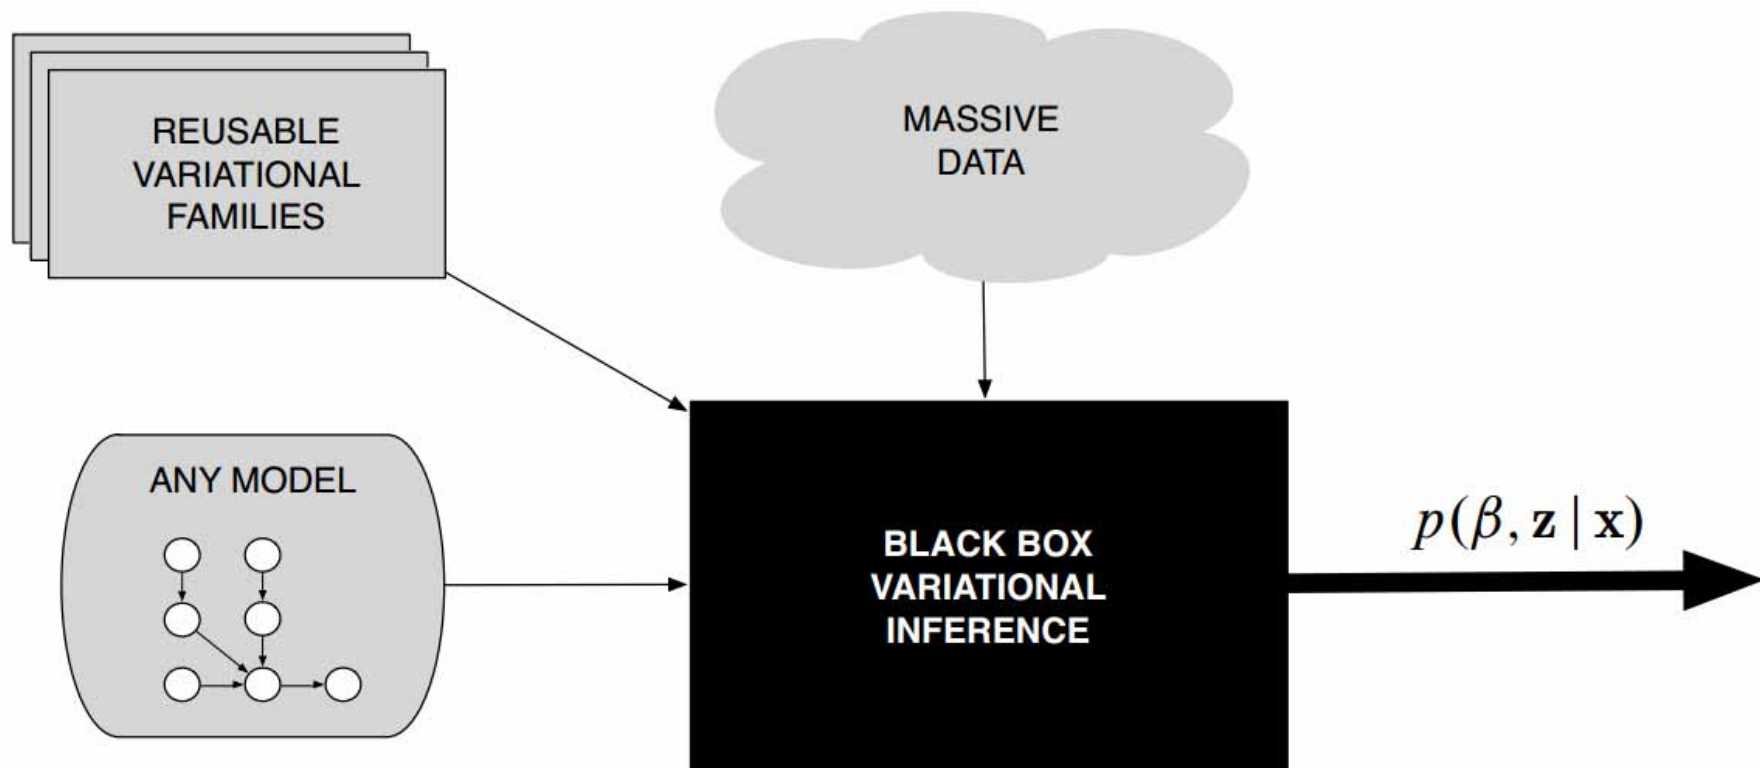 REUSABLE
VARIATIONAL
FAMILIES
MASSIVE
DATA
ANY MODEL
BLACK BOX
VARIATIONAL
INFERENCE
p(β, z | x)